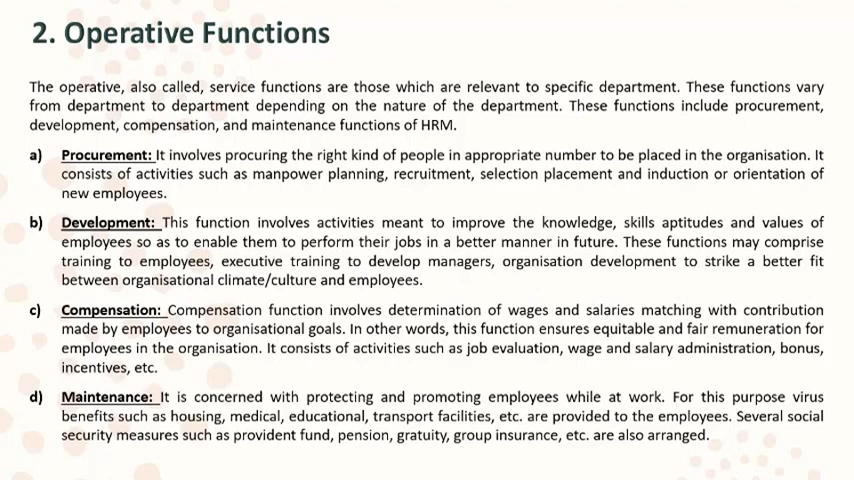 2. Operative Functions
The operative, also called, service functions are those which are relevant to specific department. These functions vary
from department to department depending on the nature of the department. These functions include procurement,
development, compensation, and maintenance functions of HRM.
a) Procurement: It involves procuring the right kind of people in appropriate number to be placed in the organisation. It
consists of activities such as manpower planning, recruitment, selection placement and induction or orientation of
new employees.
b) Development: This function involves activities meant to improve the knowledge, skills aptitudes and values of
employees so as to enable them to perform their jobs in a better manner in future. These functions may comprise
training to employees, executive training to develop managers, organisation development to strike a better fit
between organisational climate/culture and employees.
c) Compensation: Compensation function involves determination of wages and salaries matching with contribution
made by employees to organisational goals. In other words, this function ensures equitable and fair remuneration for
employees in the organisation. It consists of activities such as job evaluation, wage and salary administration, bonus,
incentives, etc.
d) Maintenance: It is concerned with protecting and promoting employees while at work. For this purpose virus
benefits such as housing, medical, educational, transport facilities, etc. are provided to the employees. Several social
security measures such as provident fund, pension, gratuity, group insurance, etc. are also arranged.